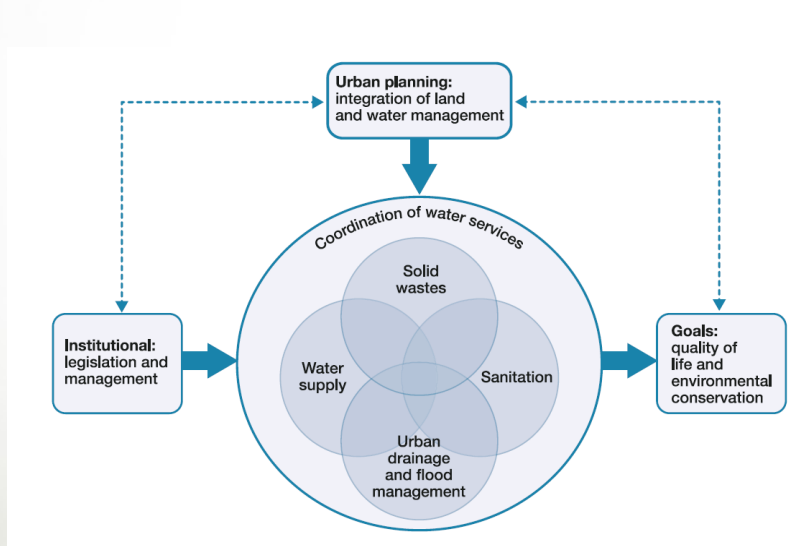 Urban planning:
integration of land
and water management
Coordination of water services
Solid
wastes
Institutional:
legislation and
management
Water
supply
Sanitation
Goals:
quality of
life and
environmental
conservation
Urban
drainage
and flood
management